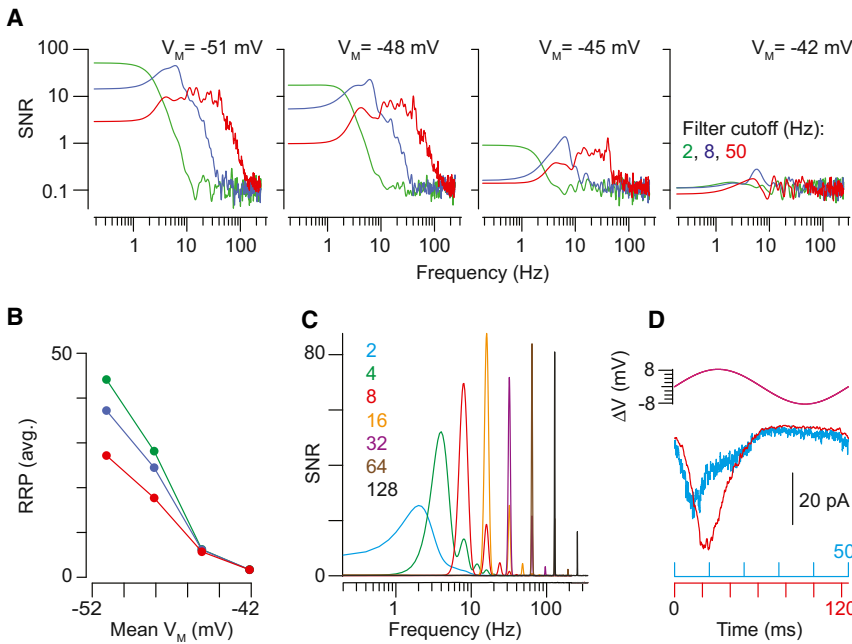 A
V_M= -51 mV
V_M= -48 mV
V_M= -45 mV
V_M= -42 mV
100
10
1
0.1
SNR
Filter cutoff (Hz):
2, 8, 50
1 10 100
1 10 100
1 10 100
1 10 100
Frequency (Hz)
B
50
0
RRP (avg.)
-52 -42
Mean V_M (mV)
C
80
0
SNR
2
4
8
16
32
64
128
1 10 100
Frequency (Hz)
D
8
-8
ΔV (mV)
20 pA
50
0 120
Time (ms)